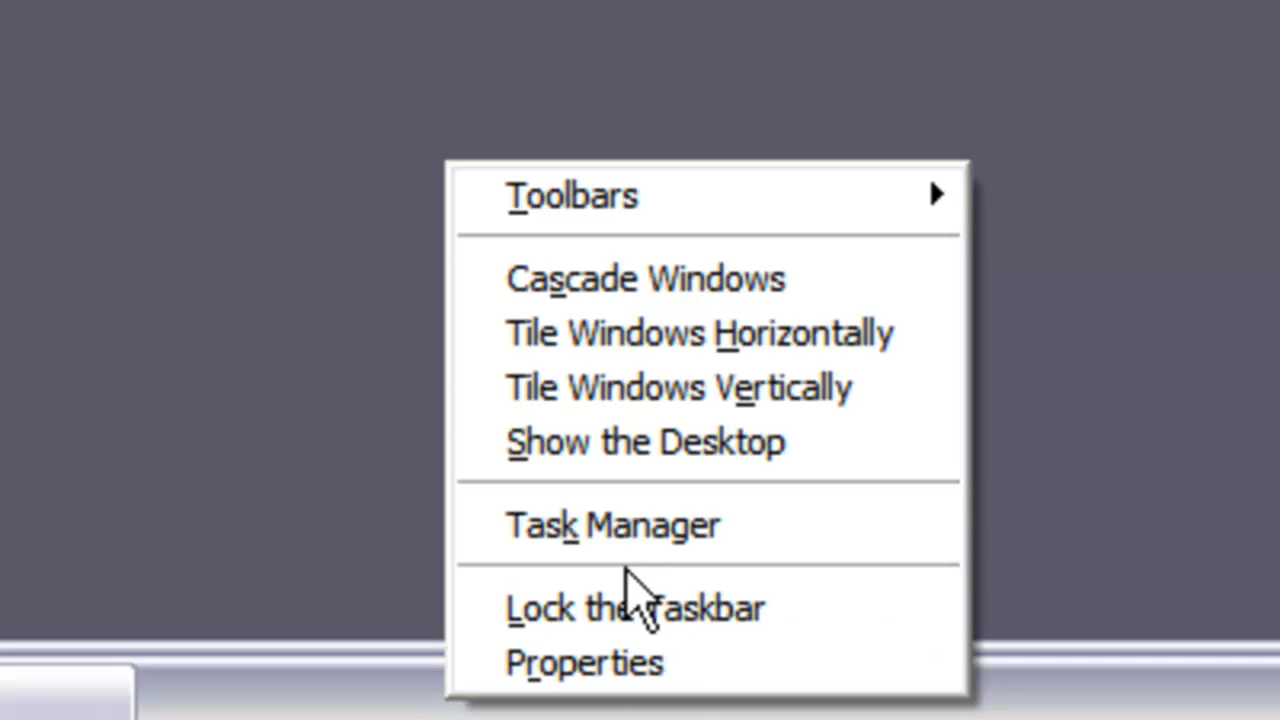 Toolbars
Cascade Windows
Tile Windows Horizontally
Tile Windows Vertically
Show the Desktop
Task Manager
Lock the Taskbar
Properties